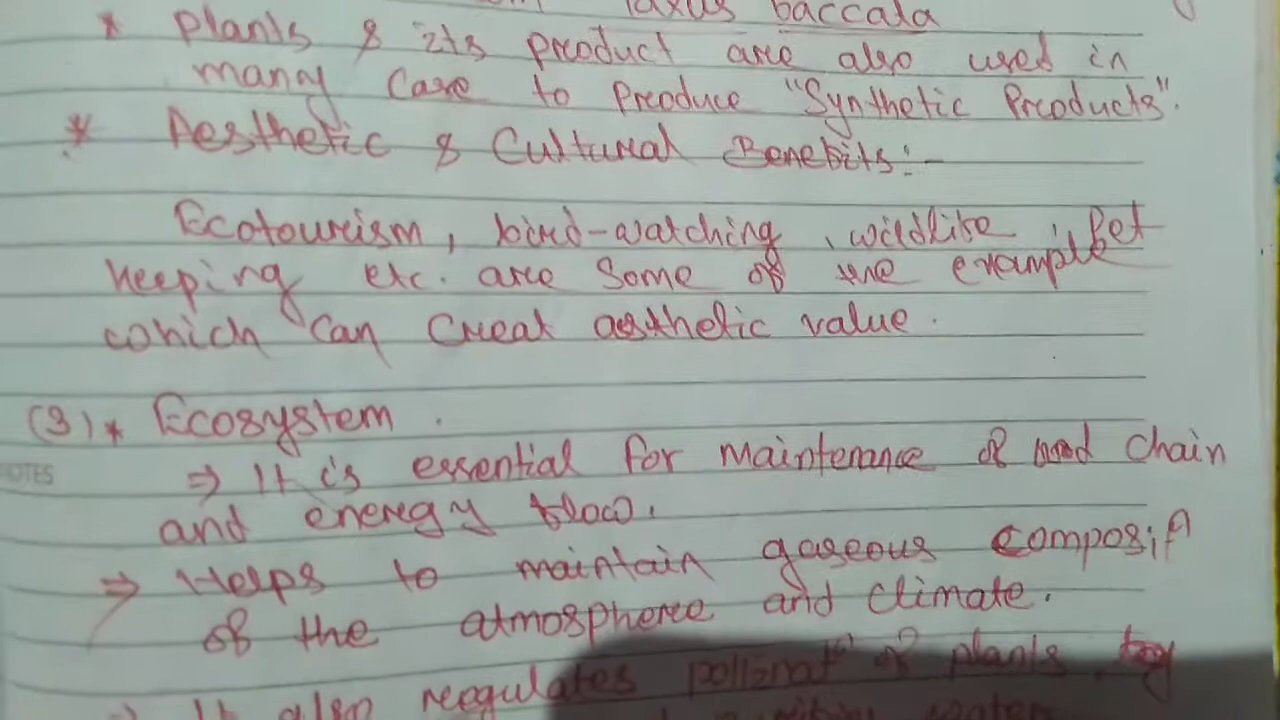 Taxus baccata
* Plants & its product are also used in
many Case to Produce "Synthetic Products".
* Aesthetic & Cultural Benefits:-
Ecotourism, bird-watching, wildlife, Pet
keeping etc. are Some of the example
which Can Creat aesthetic value.
(3) * Ecosystem.
⇒ It is essential for maintenance of food Chain
NOTES
and energy flow.
⇒ Helps to maintain gaseous composit^n
of the atmosphere and climate.
⇒ It also regulates pollinat^n of plants,